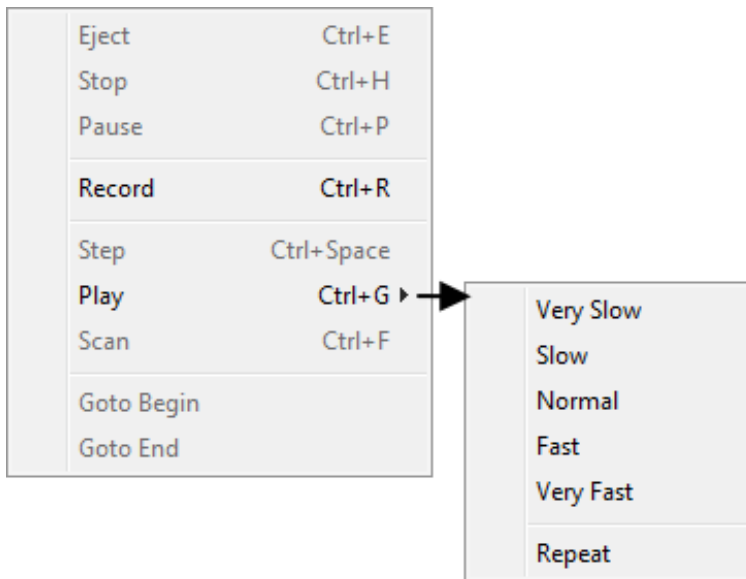 Eject Ctrl+E
Stop Ctrl+H
Pause Ctrl+P
Record Ctrl+R
Step Ctrl+Space
Play Ctrl+G
Scan Ctrl+F
Goto Begin
Goto End
Very Slow
Slow
Normal
Fast
Very Fast
Repeat